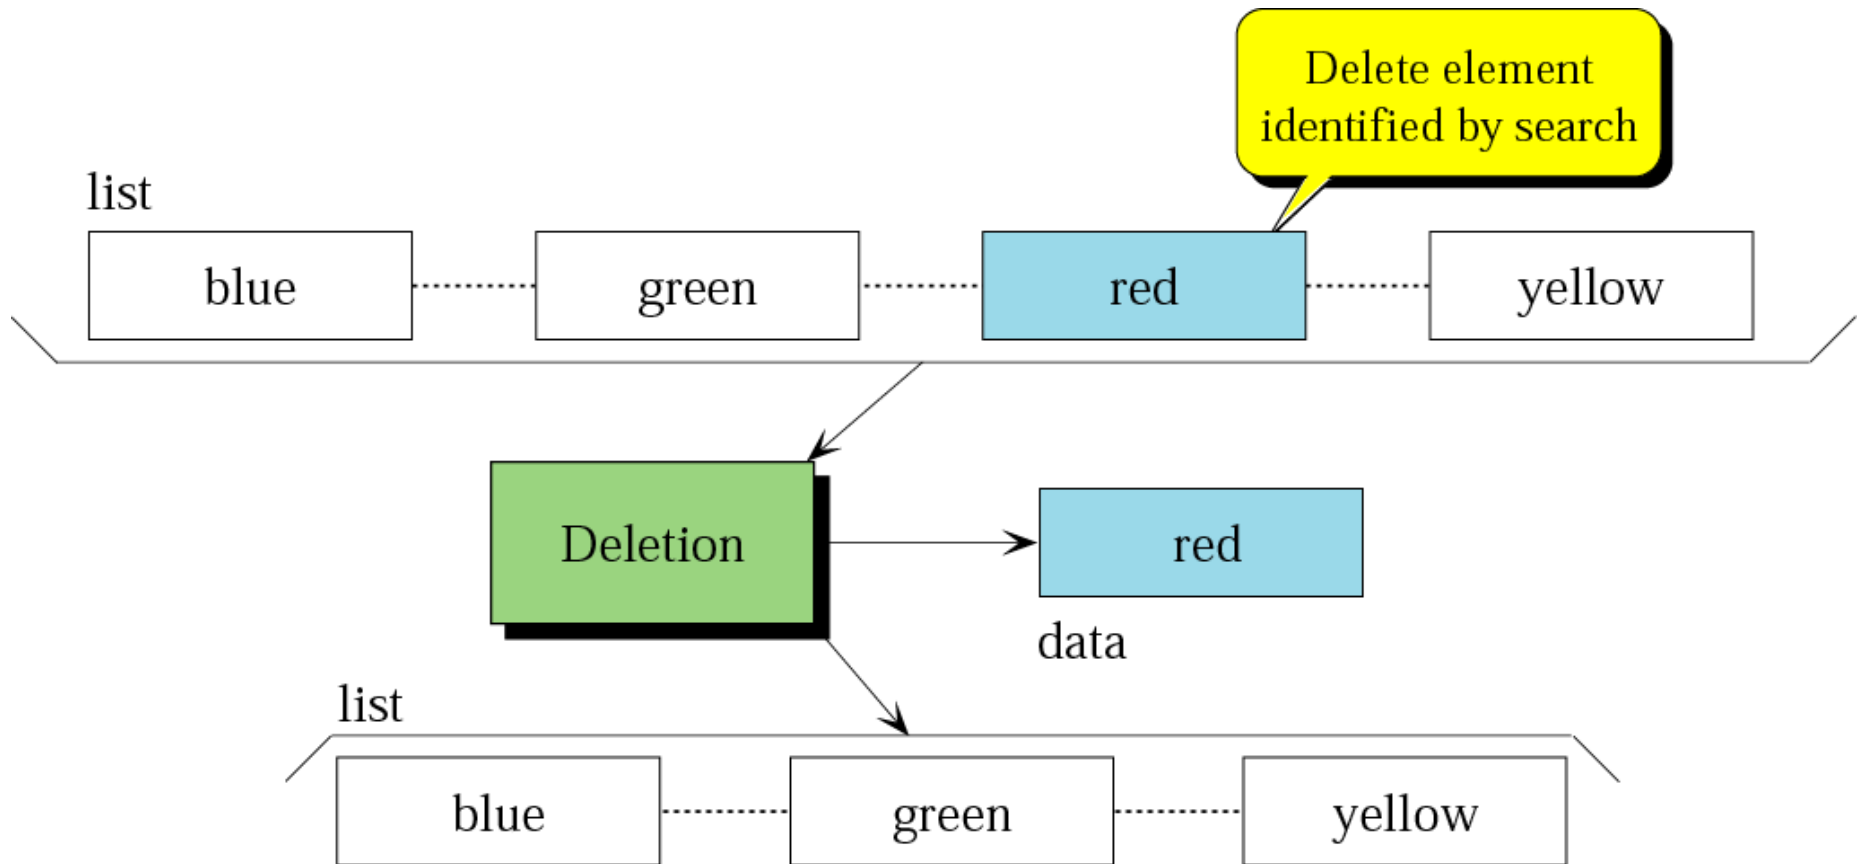 Delete element
identified by search
list
blue
green
red
yellow
Deletion
red
data
list
blue
green
yellow